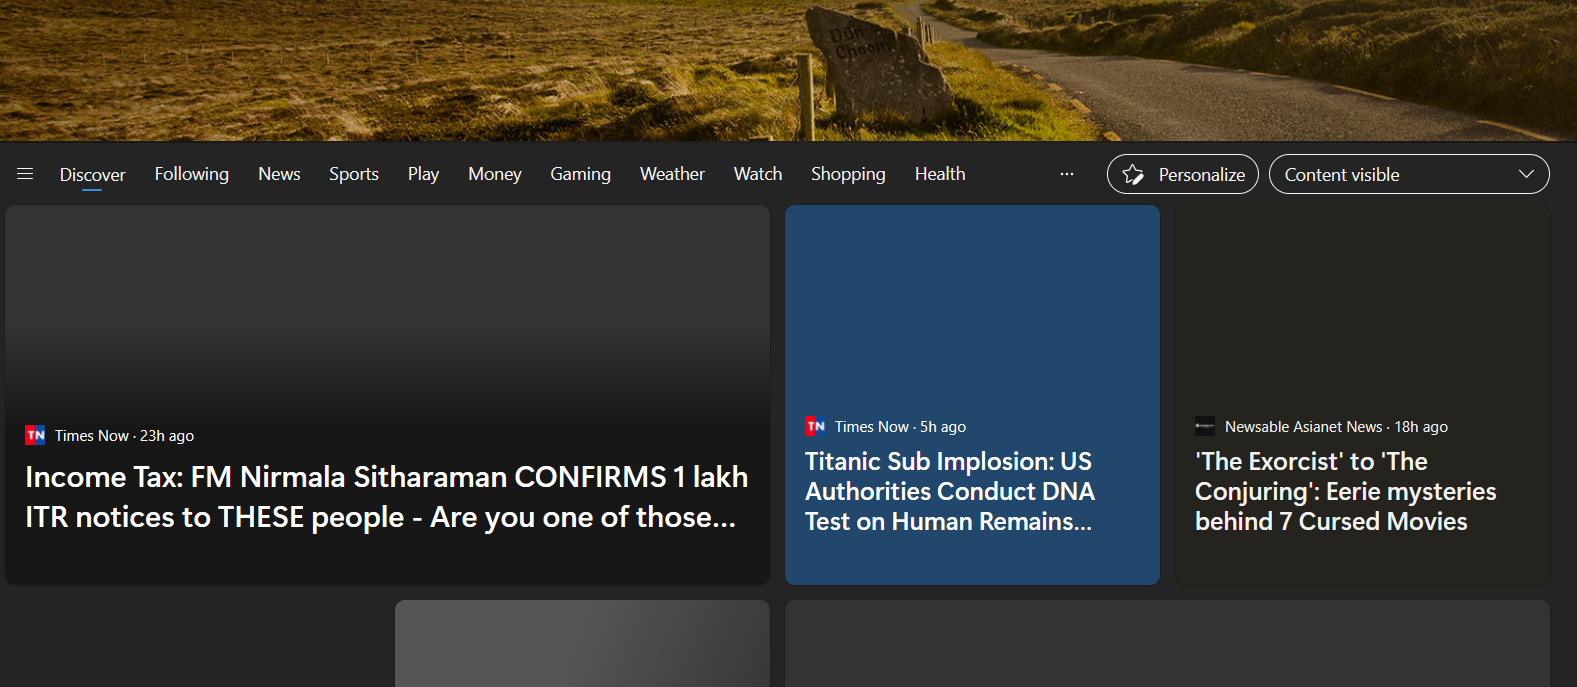 Dún
Chaoin
Discover Following News Sports Play Money Gaming Weather Watch Shopping Health ... Personalize Content visible
TN Times Now · 23h ago
Income Tax: FM Nirmala Sitharaman CONFIRMS 1 lakh
ITR notices to THESE people - Are you one of those...
TN Times Now · 5h ago
Titanic Sub Implosion: US
Authorities Conduct DNA
Test on Human Remains...
Newsable Asianet News · 18h ago
'The Exorcist' to 'The
Conjuring': Eerie mysteries
behind 7 Cursed Movies